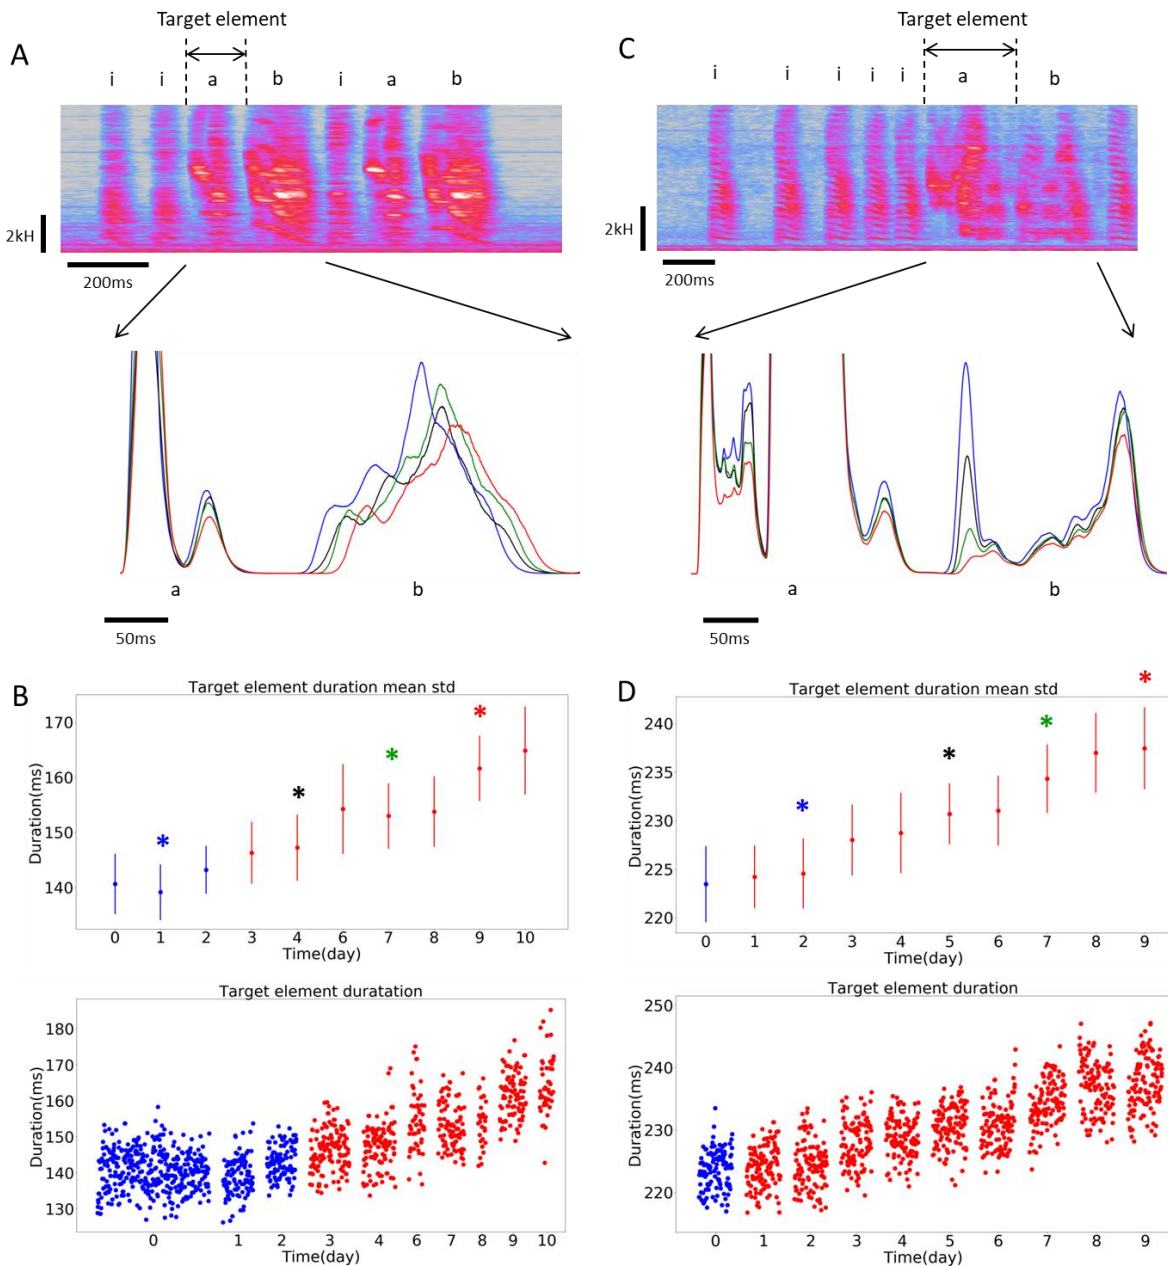 Target element
A
i i a b i a b
2kH
200ms
a b
50ms
Target element
C
i i i i i a b
2kH
200ms
a b
50ms
B
Target element duration mean std
Duration(ms)
170
160
150
140
* * * *
0 1 2 3 4 6 7 8 9 10
Time(day)
Target element duratation
Duration(ms)
180
170
160
150
140
130
0 1 2 3 4 6 7 8 9 10
Time(day)
D
Target element duration mean std
Duration(ms)
240
235
230
225
220
* * * *
0 1 2 3 4 5 6 7 8 9
Time(day)
Target element duration
Duration(ms)
250
240
230
220
0 1 2 3 4 5 6 7 8 9
Time(day)